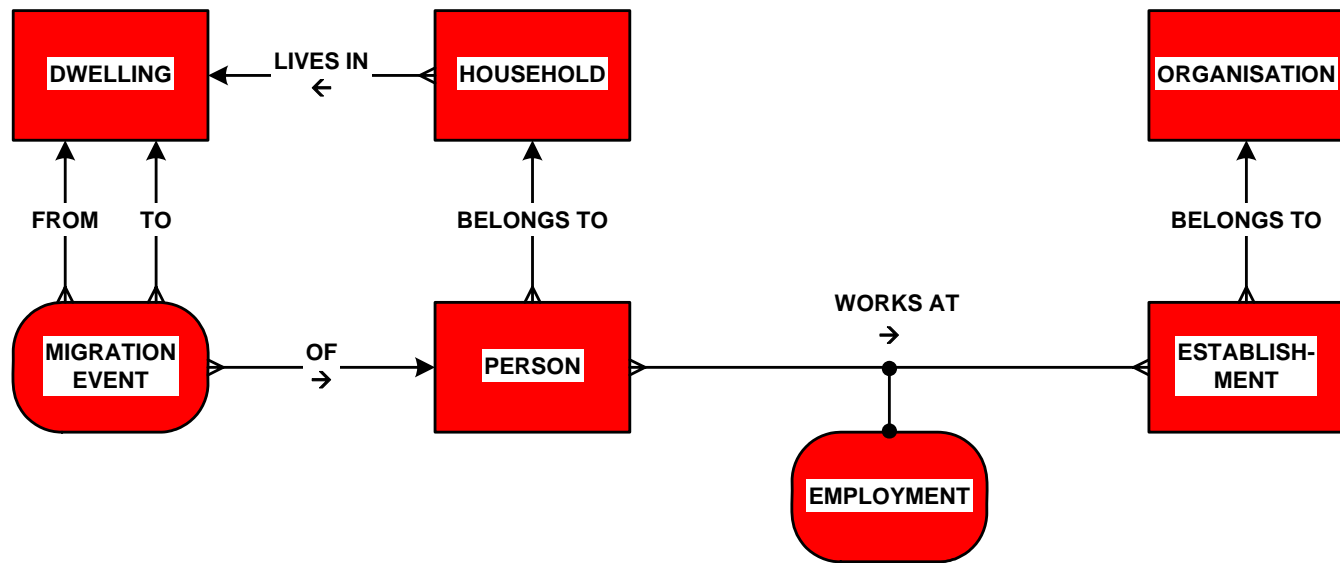 DWELLING
LIVES IN
←
HOUSEHOLD
ORGANISATION
FROM
TO
BELONGS TO
BELONGS TO
MIGRATION
EVENT
OF
→
PERSON
WORKS AT
→
ESTABLISH-
MENT
EMPLOYMENT